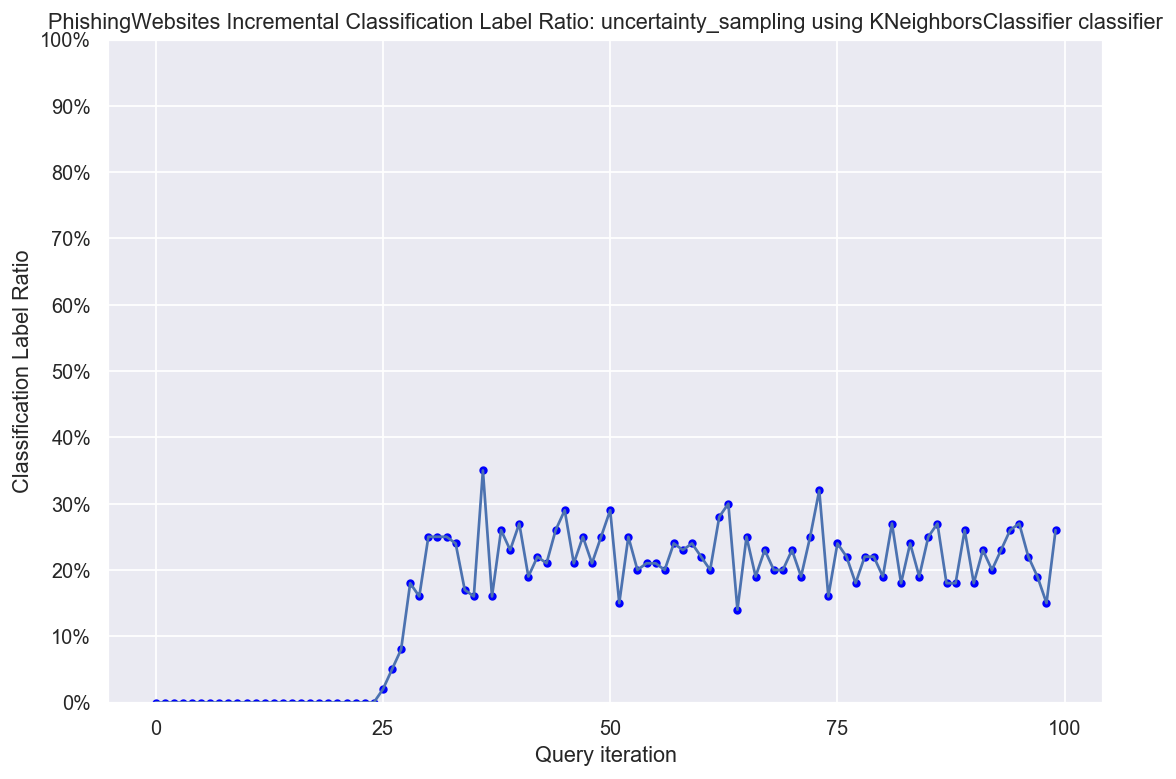 PhishingWebsites Incremental Classification Label Ratio: uncertainty_sampling using KNeighborsClassifier classifier
100%
90%
80%
70%
60%
50%
40%
30%
20%
10%
0%
Classification Label Ratio
0 25 50 75 100
Query iteration